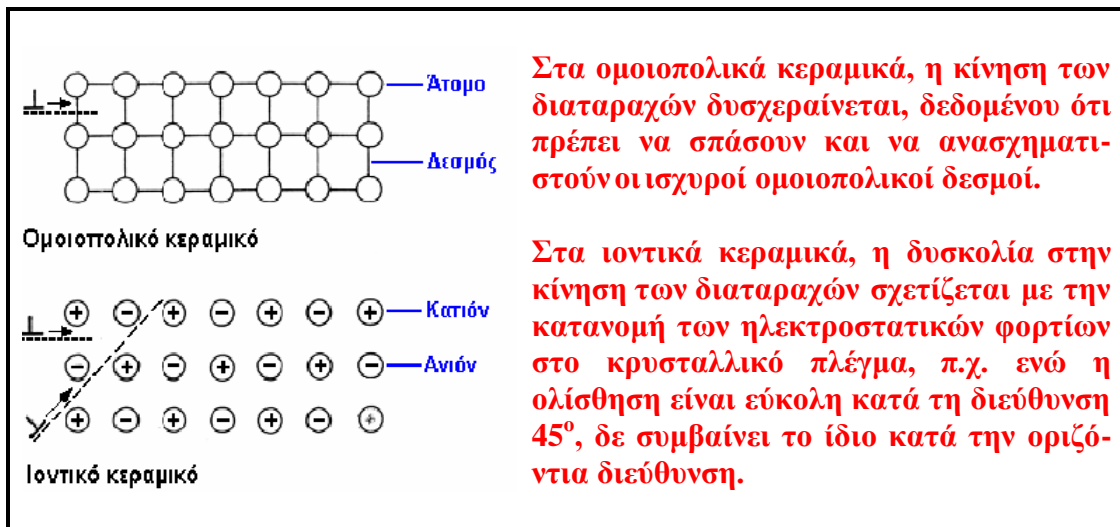 Άτομο
Δεσμός
Ομοιοπολικό κεραμικό
Κατιόν
Ανιόν
Ιοντικό κεραμικό
Στα ομοιοπολικά κεραμικά, η κίνηση των
διαταραχών δυσχεραίνεται, δεδομένου ότι
πρέπει να σπάσουν και να ανασχηματι-
στούν οι ισχυροί ομοιοπολικοί δεσμοί.
Στα ιοντικά κεραμικά, η δυσκολία στην
κίνηση των διαταραχών σχετίζεται με την
κατανομή των ηλεκτροστατικών φορτίων
στο κρυσταλλικό πλέγμα, π.χ. ενώ η
ολίσθηση είναι εύκολη κατά τη διεύθυνση
45º, δε συμβαίνει το ίδιο κατά την οριζό-
ντια διεύθυνση.